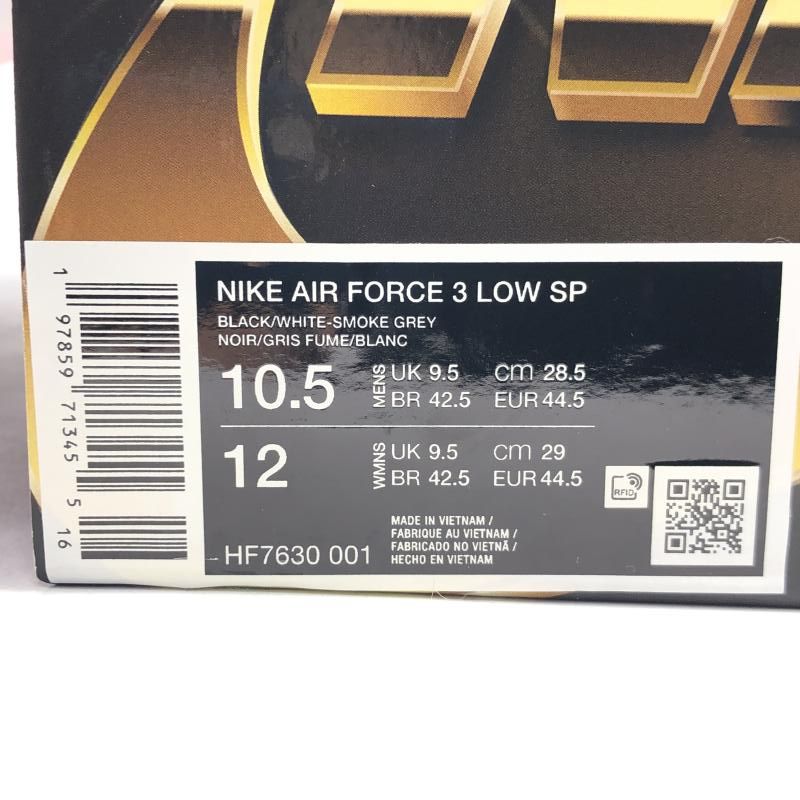 NIKE AIR FORCE 3 LOW SP
BLACK/WHITE-SMOKE GREY
NOIR/GRIS FUME/BLANC
10.5 MENS UK 9.5 cm 28.5
BR 42.5 EUR 44.5
12 WMNS UK 9.5 cm 29
BR 42.5 EUR 44.5
RFID
MADE IN VIETNAM /
FABRIQUE AU VIETNAM /
FABRICADO NO VIETNÃ /
HECHO EN VIETNAM
HF7630 001
1 97859 71345 5 16